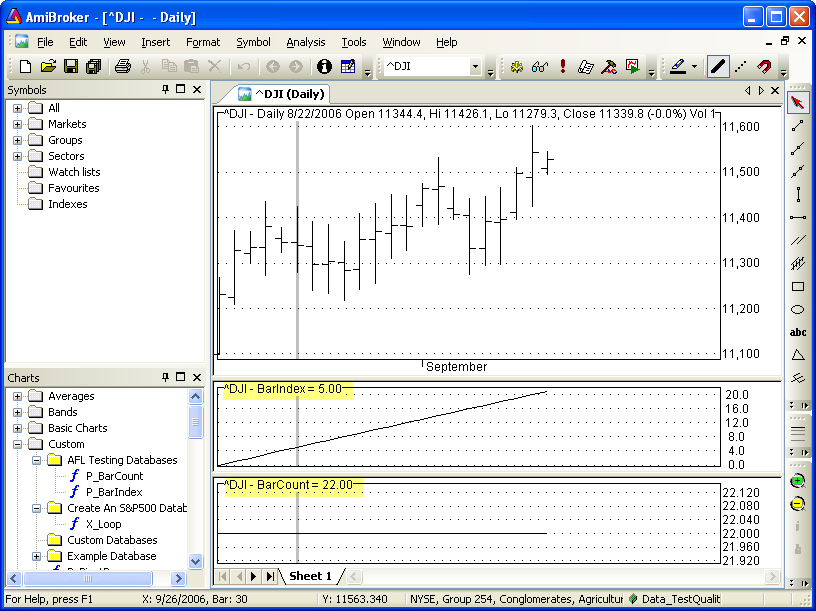 AmiBroker - [^DJI - - Daily]
File Edit View Insert Format Symbol Analysis Tools Window Help
^DJI
Symbols
^DJI (Daily)
All
Markets
Groups
Sectors
Watch lists
Favourites
Indexes
^DJI - Daily 8/22/2006 Open 11344.4, Hi 11426.1, Lo 11279.3, Close 11339.8 (-0.0%) Vol 1
11,600
11,500
11,400
11,300
11,200
11,100
September
abc
Charts
Averages
Bands
Basic Charts
Custom
AFL Testing Databases
P_BarCount
P_BarIndex
Create An S&P500 Datab
X_Loop
Custom Databases
Example Database
^DJI - BarIndex = 5.00
20.0
16.0
12.0
8.0
4.0
0.0
^DJI - BarCount = 22.00
22.120
22.080
22.040
22.000
21.960
21.920
Sheet 1
For Help, press F1
X: 9/26/2006, Bar: 30
Y: 11563.340
NYSE, Group 254, Conglomerates, Agricultur
Data_TestQualit